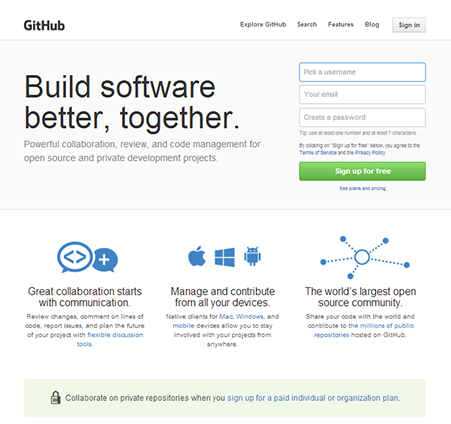 GitHub
Explore GitHub Search Features Blog Sign in
Build software
better, together.
Powerful collaboration, review, and code management for
open source and private development projects.
Pick a username
Your email
Create a password
Tip: use at least one number and at least 7 characters.
By clicking on "Sign up for free" below, you agree to the
Terms of Service and the Privacy Policy.
Sign up for free
See plans and pricing
Great collaboration starts
with communication.
Review changes, comment on lines of
code, report issues, and plan the future
of your project with flexible discussion
tools.
Manage and contribute
from all your devices.
Native clients for Mac, Windows, and
mobile devices allow you to stay
involved with your projects from
anywhere.
The world's largest open
source community.
Share your code with the world and
contribute to the millions of public
repositories hosted on GitHub.
Collaborate on private repositories when you sign up for a paid individual or organization plan.